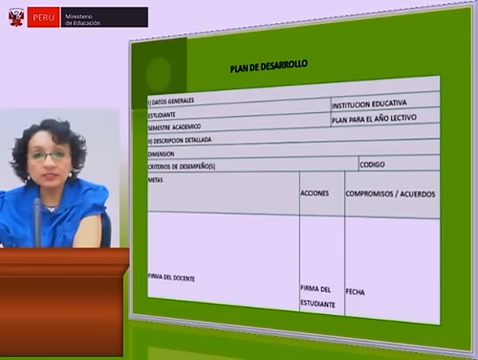 PERÚ
Ministerio
de Educación
PLAN DE DESARROLLO
I) DATOS GENERALES
ESTUDIANTE
INSTITUCION EDUCATIVA
SEMESTRE ACADEMICO
PLAN PARA EL AÑO LECTIVO
II) DESCRIPCION DETALLADA
DIMENSION
CRITERIOS DE DESEMPEÑO(S)
CODIGO
METAS
ACCIONES
COMPROMISOS / ACUERDOS
FIRMA DEL DOCENTE
FIRMA DEL
ESTUDIANTE
FECHA